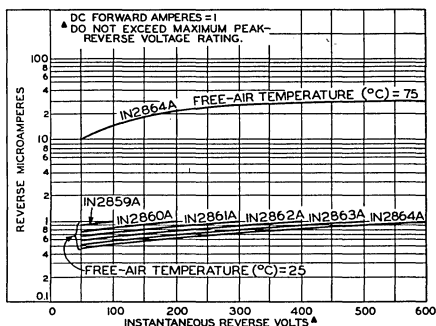 ▲ DC FORWARD AMPERES = 1
▲ DO NOT EXCEED MAXIMUM PEAK-
REVERSE VOLTAGE RATING.
REVERSE MICROAMPERES
100
8
6
4
2
10
8
6
4
2
1
8
6
4
2
0.1
IN2864A
FREE-AIR TEMPERATURE (°C) = 75
IN2859A
IN2860A
IN2861A
IN2862A
IN2863A
IN2864A
FREE-AIR TEMPERATURE (°C) = 25
0
100
200
300
400
500
600
INSTANTANEOUS REVERSE VOLTS▲